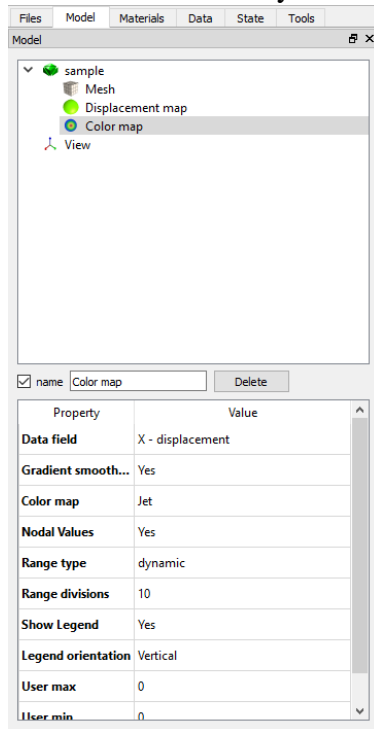 Files Model Materials Data State Tools
Model
sample
Mesh
Displacement map
Color map
View
name Color map Delete
Property Value
Data field X - displacement
Gradient smooth... Yes
Color map Jet
Nodal Values Yes
Range type dynamic
Range divisions 10
Show Legend Yes
Legend orientation Vertical
User max 0
User min 0